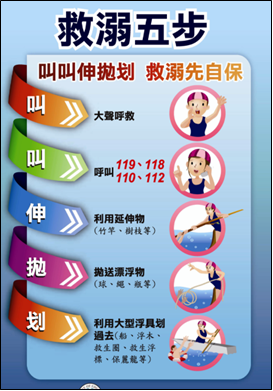 救溺五步
叫叫伸拋划 救溺先自保
叫
大聲呼救
叫
呼叫 119、118
110、112
伸
利用延伸物
(竹竿、樹枝等)
拋
拋送漂浮物
(球、繩、瓶等)
划
利用大型浮具划
過去(船、浮木、
救生圈、救生浮
標、保麗龍等)